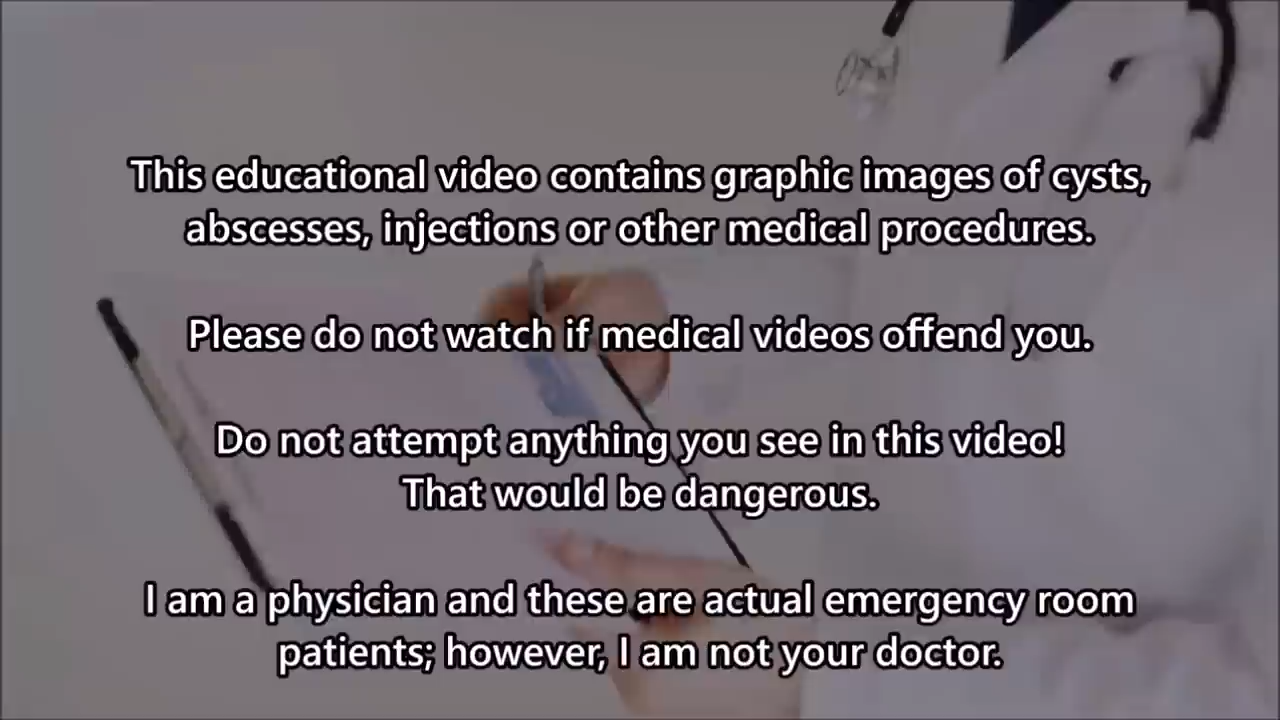 This educational video contains graphic images of cysts,
abscesses, injections or other medical procedures.
Please do not watch if medical videos offend you.
Do not attempt anything you see in this video!
That would be dangerous.
I am a physician and these are actual emergency room
patients; however, I am not your doctor.